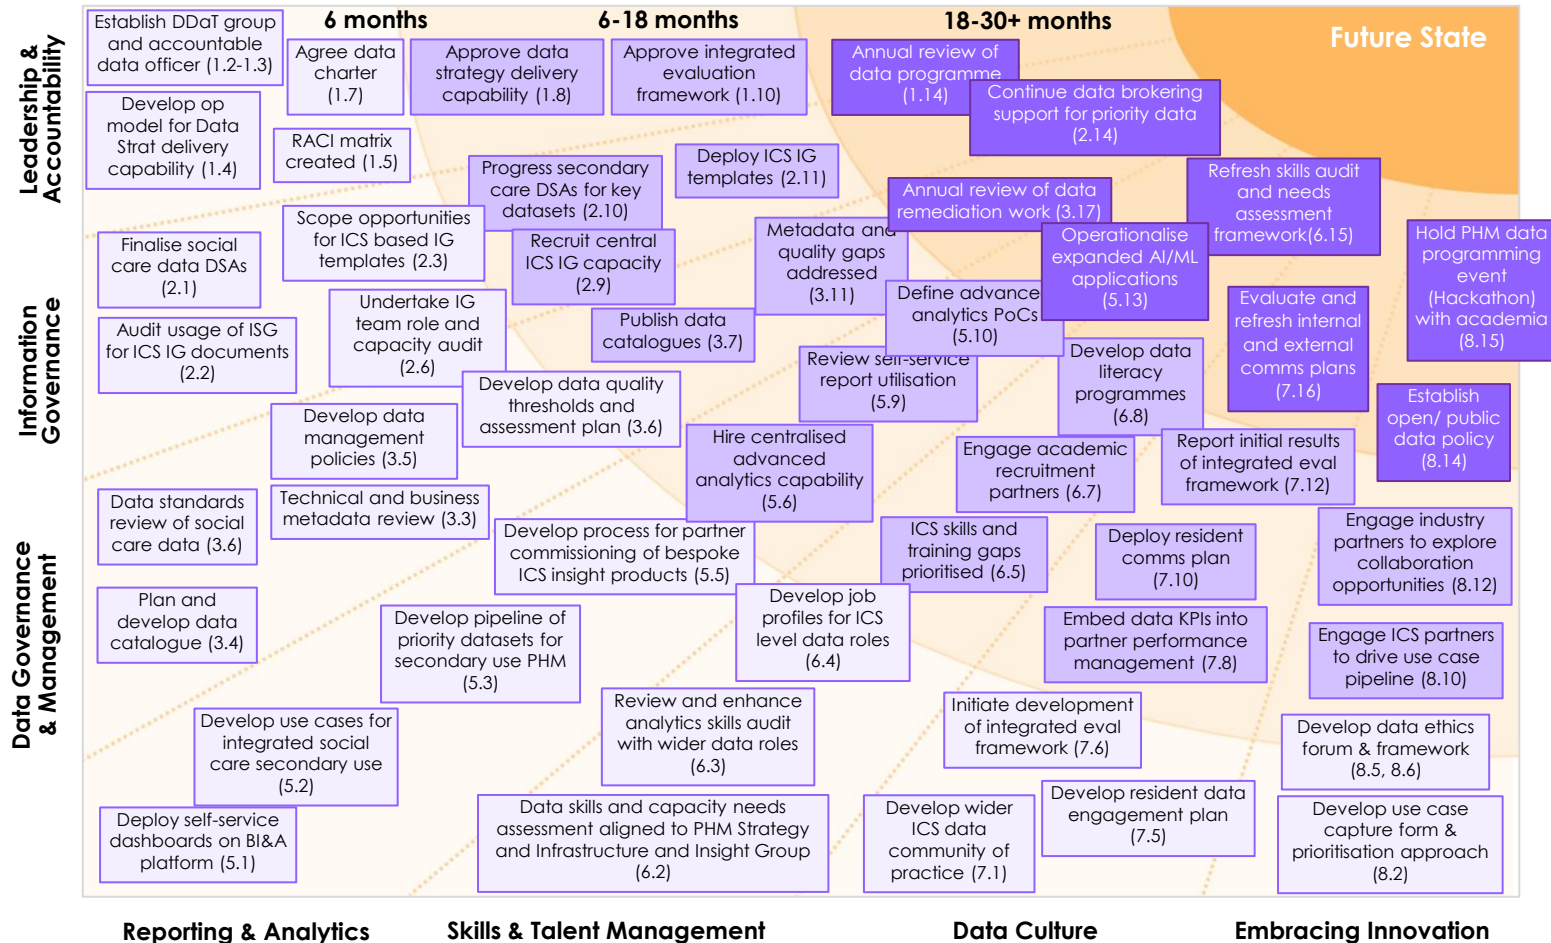 6 months
6-18 months
18-30+ months
Future State
Leadership &
Accountability
Information
Governance
Data Governance
& Management
Establish DDaT group
and accountable
data officer (1.2-1.3)
Agree data
charter
(1.7)
Approve data
strategy delivery
capability (1.8)
Approve integrated
evaluation
framework (1.10)
Annual review of
data programme
(1.14)
Continue data brokering
support for priority data
(2.14)
Develop op
model for Data
Strat delivery
capability (1.4)
RACI matrix
created (1.5)
Progress secondary
care DSAs for key
datasets (2.10)
Deploy ICS IG
templates (2.11)
Annual review of data
remediation work (3.17)
Refresh skills audit
and needs
assessment
framework(6.15)
Finalise social
care data DSAs
(2.1)
Scope opportunities
for ICS based IG
templates (2.3)
Recruit central
ICS IG capacity
(2.9)
Metadata and
quality gaps
addressed
(3.11)
Operationalise
expanded AI/ML
applications
(5.13)
Hold PHM data
programming
event
(Hackathon)
with academia
(8.15)
Audit usage of ISG
for ICS IG documents
(2.2)
Undertake IG
team role and
capacity audit
(2.6)
Publish data
catalogues (3.7)
Define advance
analytics PoCs
(5.10)
Evaluate and
refresh internal
and external
comms plans
(7.16)
Develop data quality
thresholds and
assessment plan (3.6)
Review self-service
report utilisation
(5.9)
Develop data
literacy
programmes
(6.8)
Establish
open/ public
data policy
(8.14)
Develop data
management
policies (3.5)
Hire centralised
advanced
analytics capability
(5.6)
Engage academic
recruitment
partners (6.7)
Report initial results
of integrated eval
framework (7.12)
Data standards
review of social
care data (3.6)
Technical and business
metadata review (3.3)
Develop process for partner
commissioning of bespoke
ICS insight products (5.5)
ICS skills and
training gaps
prioritised (6.5)
Deploy resident
comms plan
(7.10)
Engage industry
partners to explore
collaboration
opportunities (8.12)
Plan and
develop data
catalogue (3.4)
Develop pipeline of
priority datasets for
secondary use PHM
(5.3)
Develop job
profiles for ICS
level data roles
(6.4)
Embed data KPIs into
partner performance
management (7.8)
Engage ICS partners
to drive use case
pipeline
(8.10)
Develop use cases for
integrated social
care secondary use
(5.2)
Review and enhance
analytics skills audit
with wider data roles
(6.3)
Initiate development
of integrated eval
framework (7.6)
Develop data ethics
forum & framework
(8.5, 8.6)
Deploy self-service
dashboards on BI&A
platform (5.1)
Data skills and capacity needs
assessment aligned to PHM Strategy
and Infrastructure and Insight Group
(6.2)
Develop wider
ICS data
community of
practice (7.1)
Develop resident data
engagement plan
(7.5)
Develop use case
capture form &
prioritisation approach
(8.2)
Reporting & Analytics
Skills & Talent Management
Data Culture
Embracing Innovation